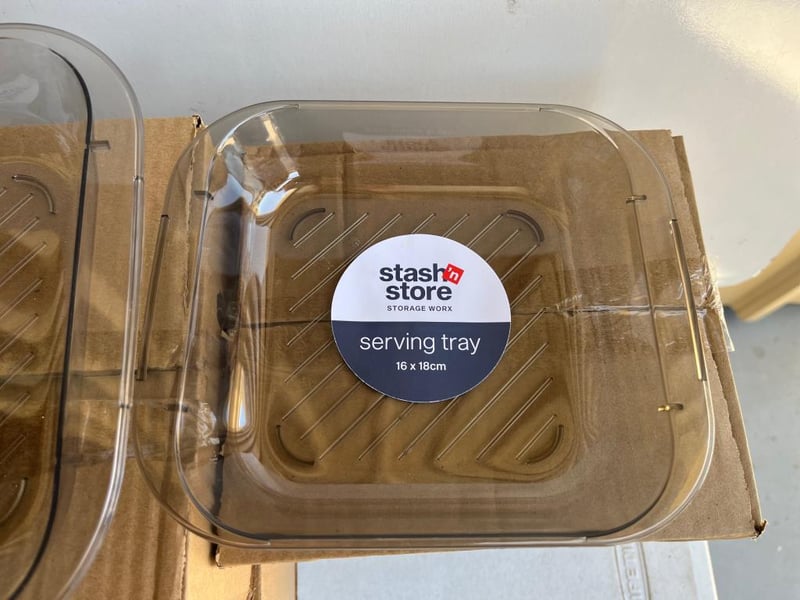 stash 'n
store
STORAGE WORX
serving tray
16 x 18cm